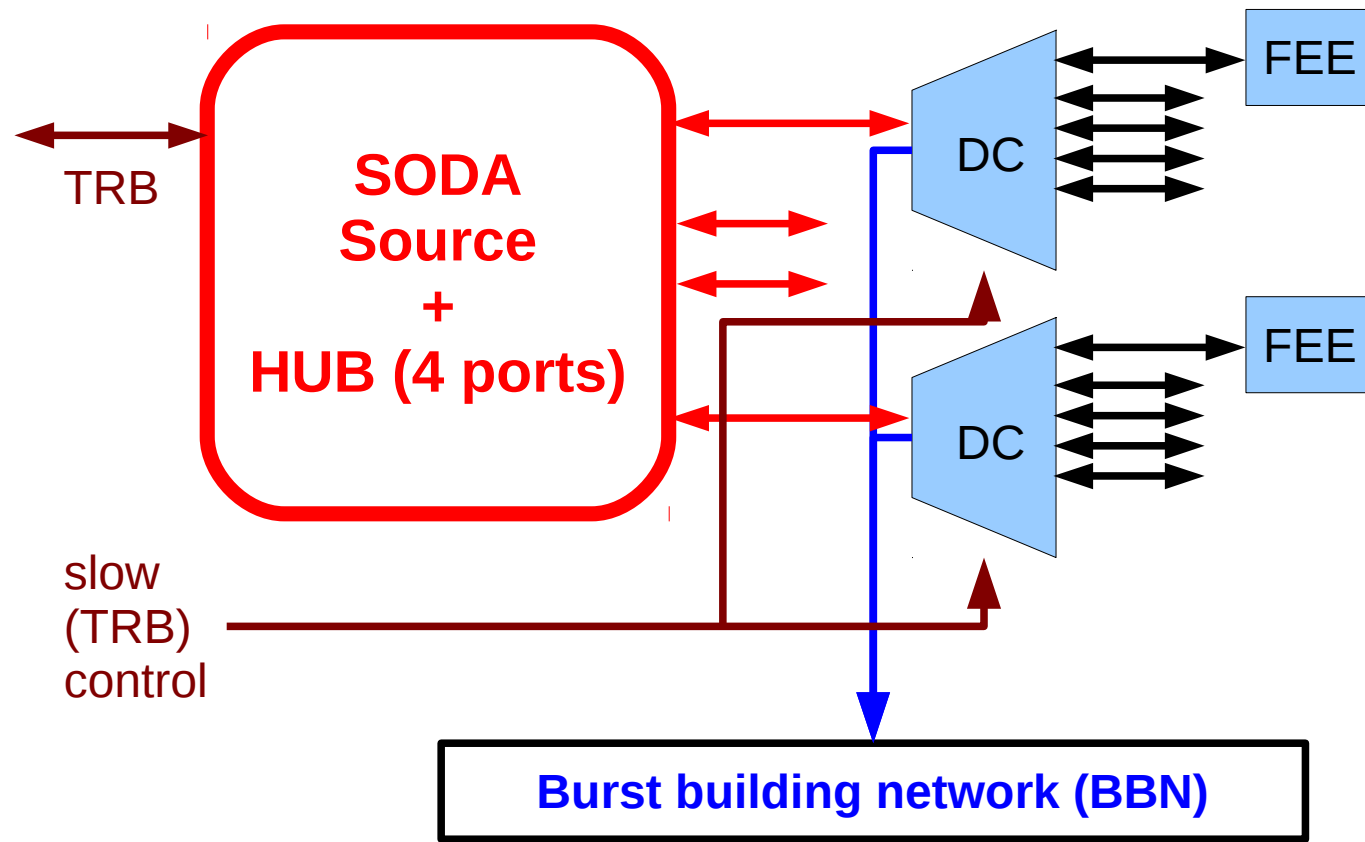 TRB
SODA
Source
+
HUB (4 ports)
DC
FEE
DC
FEE
slow
(TRB)
control
Burst building network (BBN)